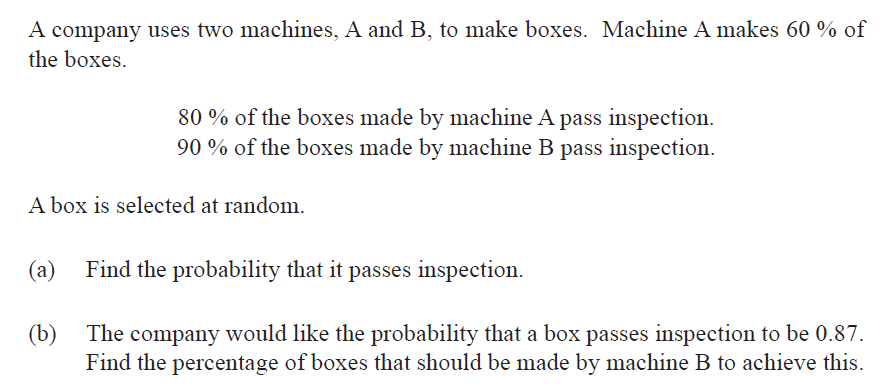 A company uses two machines, A and B, to make boxes. Machine A makes 60 % of
the boxes.
80 % of the boxes made by machine A pass inspection.
90 % of the boxes made by machine B pass inspection.
A box is selected at random.
(a) Find the probability that it passes inspection.
(b) The company would like the probability that a box passes inspection to be 0.87.
Find the percentage of boxes that should be made by machine B to achieve this.